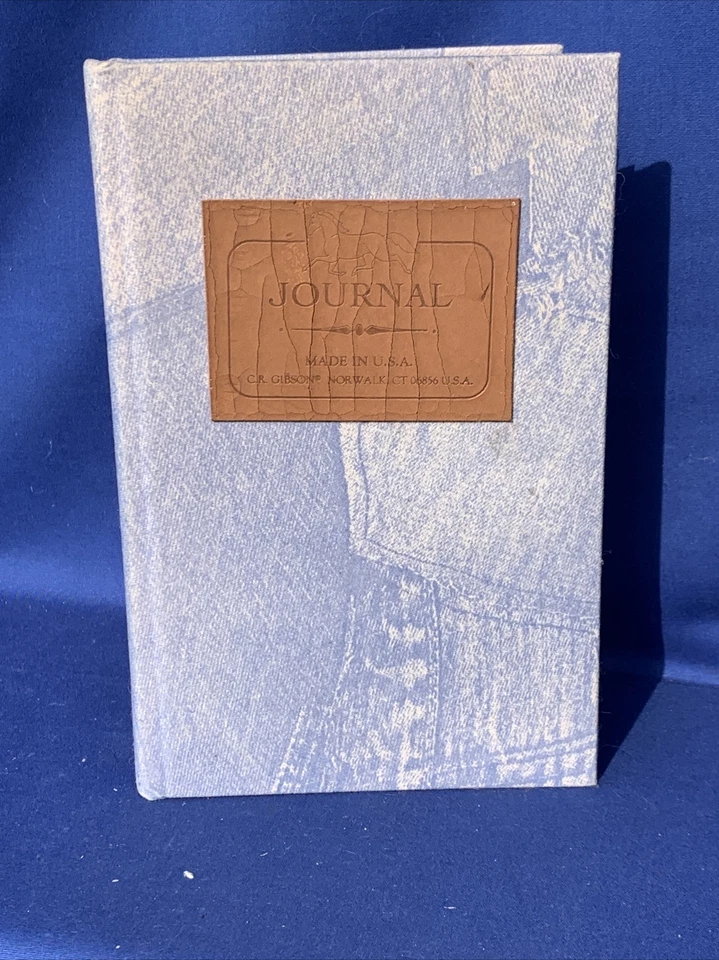 JOURNAL
MADE IN U.S.A.
C.R. GIBSON® NORWALK, CT 06856 U.S.A.